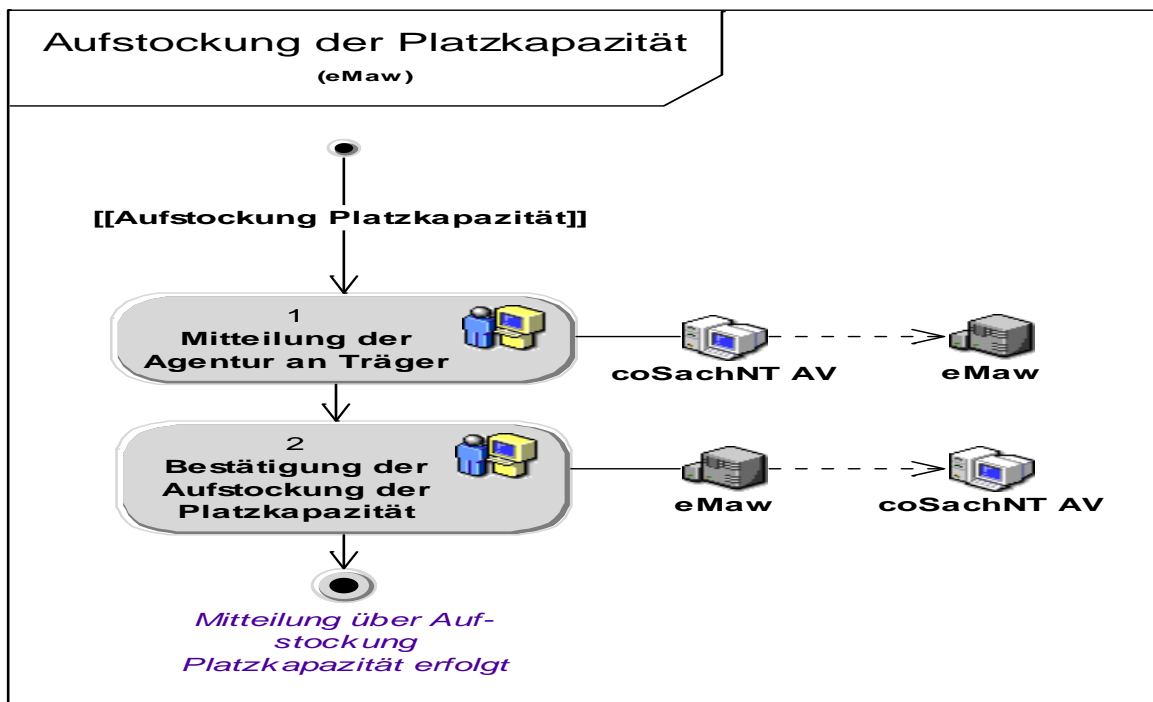 Aufstockung der Platzkapazität
(eMaw)
[[Aufstockung Platzkapazität]]
1
Mitteilung der
Agentur an Träger
coSachNT AV
eMaw
2
Bestätigung der
Aufstockung der
Platzkapazität
eMaw
coSachNT AV
Mitteilung über Auf-
stockung
Platzkapazität erfolgt